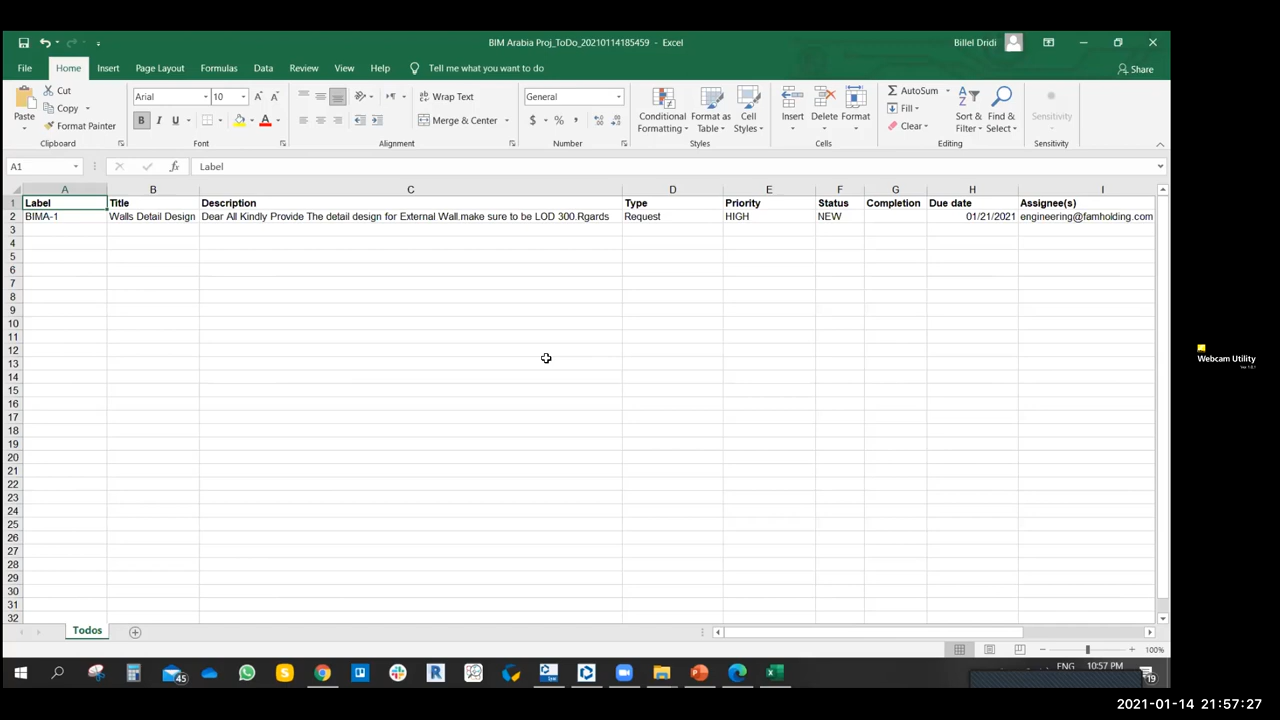 BIM Arabia Proj_ToDo_20210114185459 - Excel
Billel Dridi
File Home Insert Page Layout Formulas Data Review View Help Tell me what you want to do
Share
Paste
Cut
Copy
Format Painter
Clipboard
Arial 10
B I U A
Font
Wrap Text
Merge & Center
Alignment
General
$ % ,
Number
Conditional Formatting
Format as Table
Cell Styles
Styles
Insert Delete Format
Cells
AutoSum
Fill
Clear
Sort & Filter
Find & Select
Editing
Sensitivity
Sensitivity
A1 fx Label
A B C D E F G H I
1 Label Title Description Type Priority Status Completion Due date Assignee(s)
2 BIMA-1 Walls Detail Design Dear All Kindly Provide The detail design for External Wall.make sure to be LOD 300.Rgards Request HIGH NEW 01/21/2021 engineering@famholding.com
3
4
5
6
7
8
9
10
11
12
13
14
15
16
17
18
19
20
21
22
23
24
25
26
27
28
29
30
31
32
Webcam Utility
Todos
100%
45
ENG 10:57 PM
19
2021-01-14 21:57:27